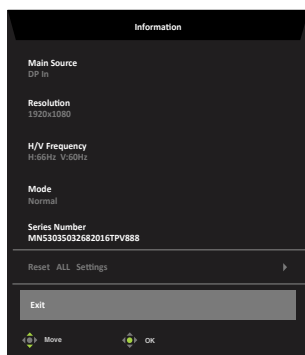 Information
Main Source
DP In
Resolution
1920x1080
H/V Frequency
H:66Hz V:60Hz
Mode
Normal
Series Number
MN53035032682016TPV888
Reset ALL Settings
Exit
Move OK